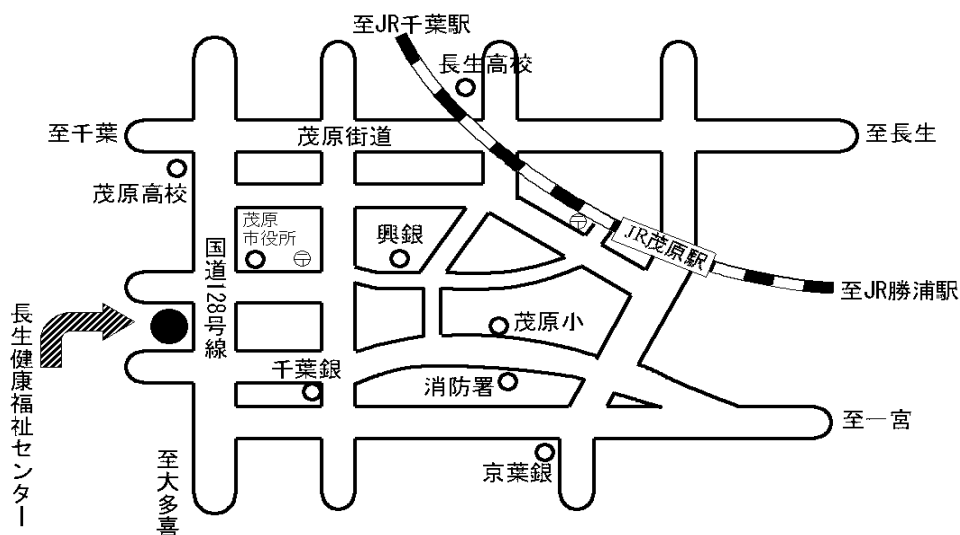 至JR千葉駅
長生高校
至千葉
茂原街道
至長生
茂原高校
茂原
市役所
〒
興銀
〒
JR茂原駅
国道128号線
至JR勝浦駅
長生健康福祉センター
茂原小
千葉銀
消防署
至一宮
至大多喜
京葉銀